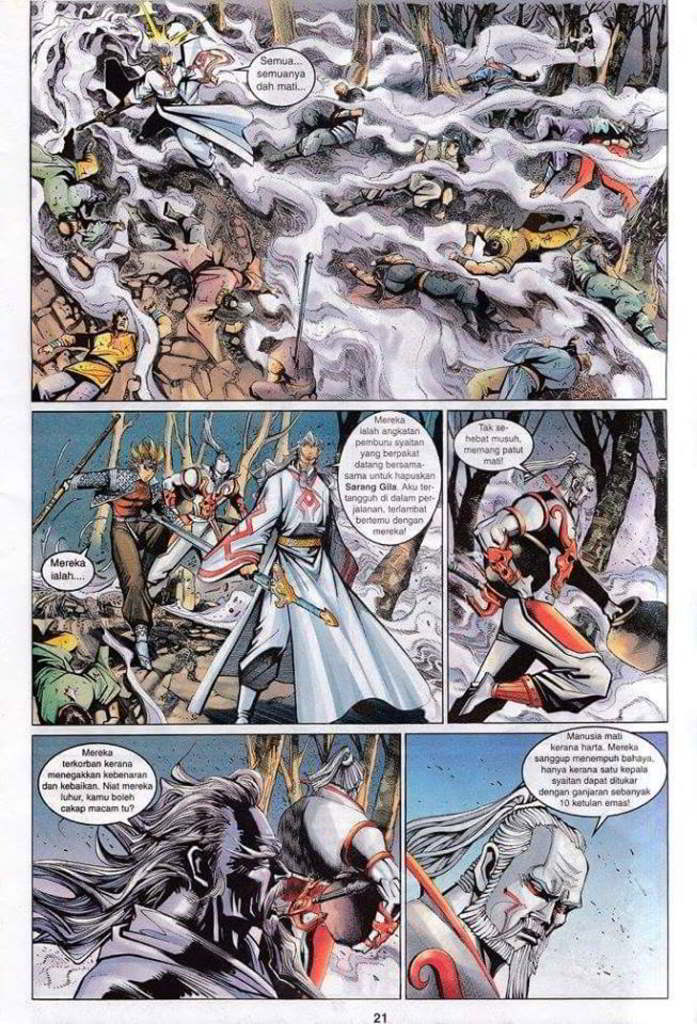 Semua...
semuanya
dah mati...
Mereka
ialah....
Mereka
ialah angkatan
pemburu syaitan
yang berpakat
datang bersama-
sama untuk hapuskan
Sarang Gila. Aku ter-
tangguh di dalam per-
jalanan, terlambat
bertemu dengan
mereka!
Tak se-
hebat musuh,
memang patut
mati!
Mereka
terkorban kerana
menegakkan kebenaran
dan kebaikan. Niat mereka
luhur, kamu boleh
cakap macam tu?
Manusia mati
kerana harta. Mereka
sanggup menempuh bahaya,
hanya kerana satu kepala
syaitan dapat ditukar
dengan ganjaran sebanyak
10 ketulan emas!
21